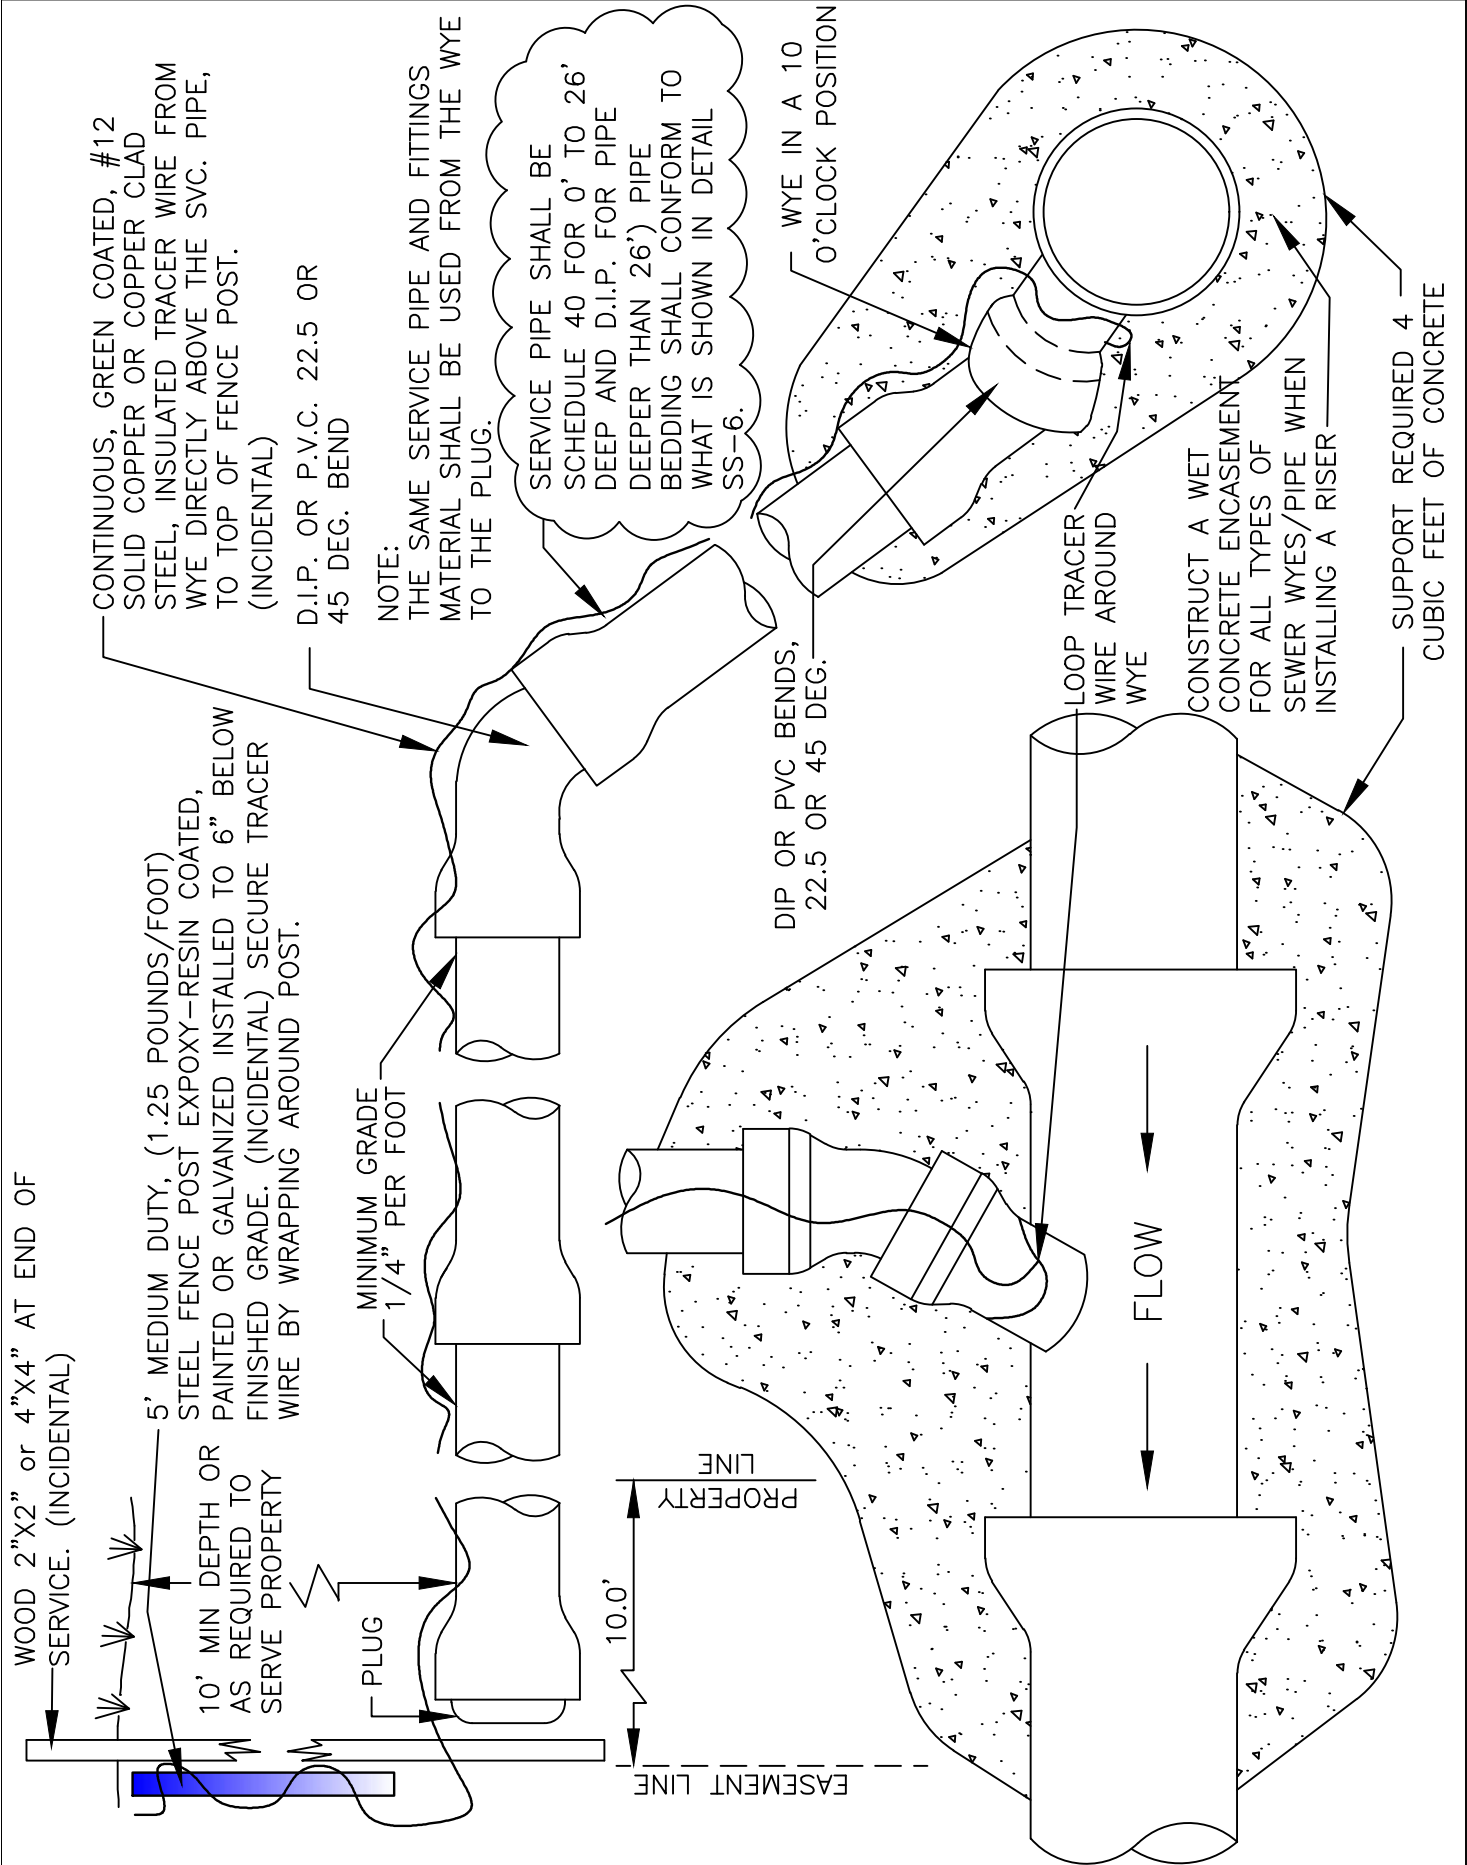 WOOD 2"X2" or 4"X4" AT END OF
SERVICE. (INCIDENTAL)
5' MEDIUM DUTY, (1.25 POUNDS/FOOT)
STEEL FENCE POST EXPOXY-RESIN COATED,
PAINTED OR GALVANIZED INSTALLED TO 6" BELOW
FINISHED GRADE. (INCIDENTAL) SECURE TRACER
WIRE BY WRAPPING AROUND POST.
CONTINUOUS, GREEN COATED, #12
SOLID COPPER OR COPPER CLAD
STEEL, INSULATED TRACER WIRE FROM
WYE DIRECTLY ABOVE THE SVC. PIPE,
TO TOP OF FENCE POST.
(INCIDENTAL)
D.I.P. OR P.V.C. 22.5 OR
45 DEG. BEND
NOTE:
THE SAME SERVICE PIPE AND FITTINGS
MATERIAL SHALL BE USED FROM THE WYE
TO THE PLUG.
10' MIN DEPTH OR
AS REQUIRED TO
SERVE PROPERTY
PLUG
MINIMUM GRADE
1/4" PER FOOT
SERVICE PIPE SHALL BE
SCHEDULE 40 FOR 0' TO 26'
DEEP AND D.I.P. FOR PIPE
DEEPER THAN 26') PIPE
BEDDING SHALL CONFORM TO
WHAT IS SHOWN IN DETAIL
SS-6.
10.0'
EASEMENT LINE
PROPERTY
LINE
WYE IN A 10
O'CLOCK POSITION
DIP OR PVC BENDS,
22.5 OR 45 DEG.
LOOP TRACER
WIRE AROUND
WYE
CONSTRUCT A WET
CONCRETE ENCASEMENT
FOR ALL TYPES OF
SEWER WYES/PIPE WHEN
INSTALLING A RISER
FLOW
SUPPORT REQUIRED 4
CUBIC FEET OF CONCRETE